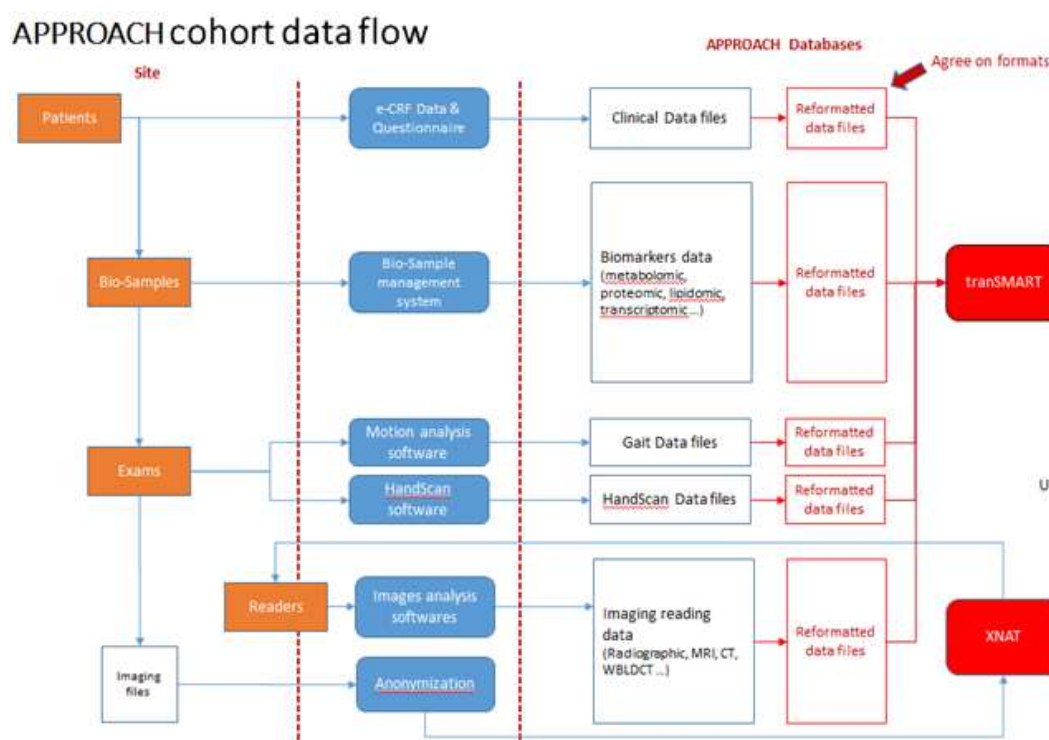 APPROACH cohort data flow
APPROACH Databases
Site
Agree on formats
Patients
e-CRF Data &
Questionnaire
Clinical Data files
Reformatted
data files
Bio-Samples
Bio-Sample
management
system
Biomarkers data
(metabolomic,
proteomic, lipidomic,
transcriptomic...)
Reformatted
data files
tranSMART
Exams
Motion analysis
software
Gait Data files
Reformatted
data files
HandScan
software
HandScan Data files
Reformatted
data files
U
Readers
Images analysis
softwares
Imaging reading
data
(Radiographic, MRI, CT,
WBLDCT ...)
Reformatted
data files
XNAT
Imaging
files
Anonymization